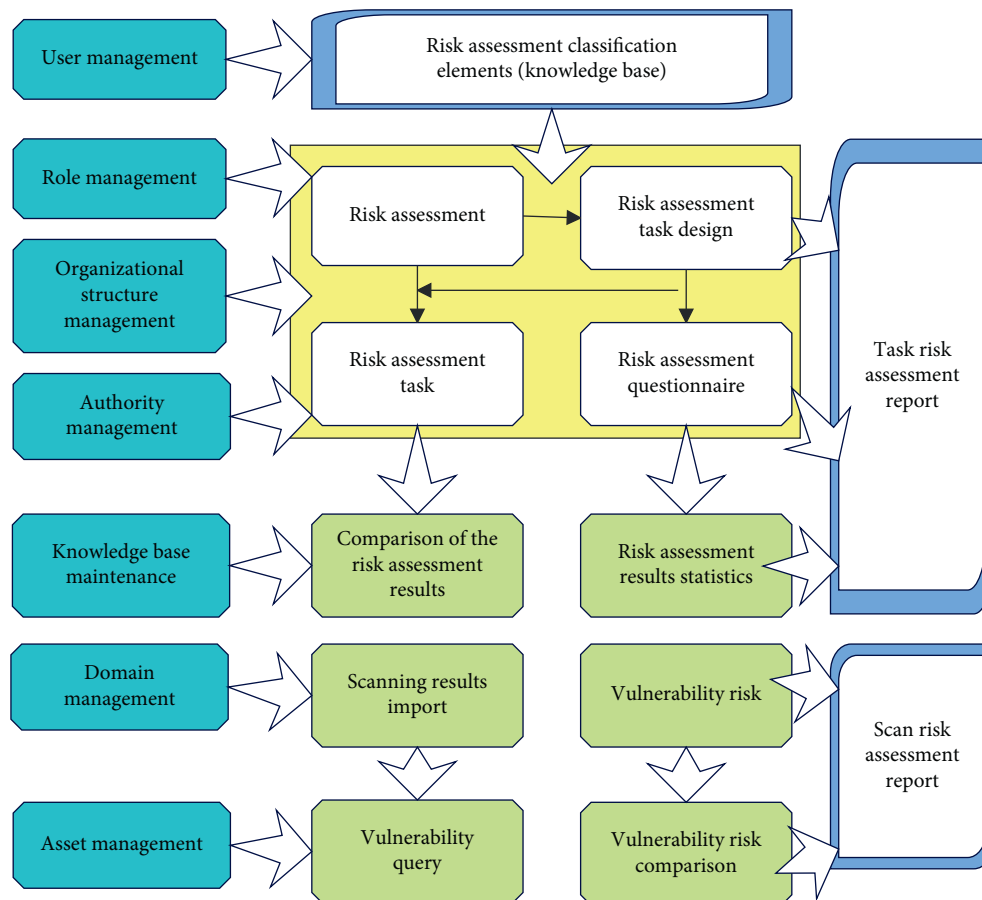 User management
Risk assessment classification
elements (knowledge base)
Role management
Risk assessment
Risk assessment
task design
Organizational
structure
management
Risk assessment
task
Risk assessment
questionnaire
Task risk
assessment
report
Authority
management
Knowledge base
maintenance
Comparison of the
risk assessment
results
Risk assessment
results statistics
Domain
management
Scanning results
import
Vulnerability risk
Scan risk
assessment
report
Asset management
Vulnerability
query
Vulnerability risk
comparison